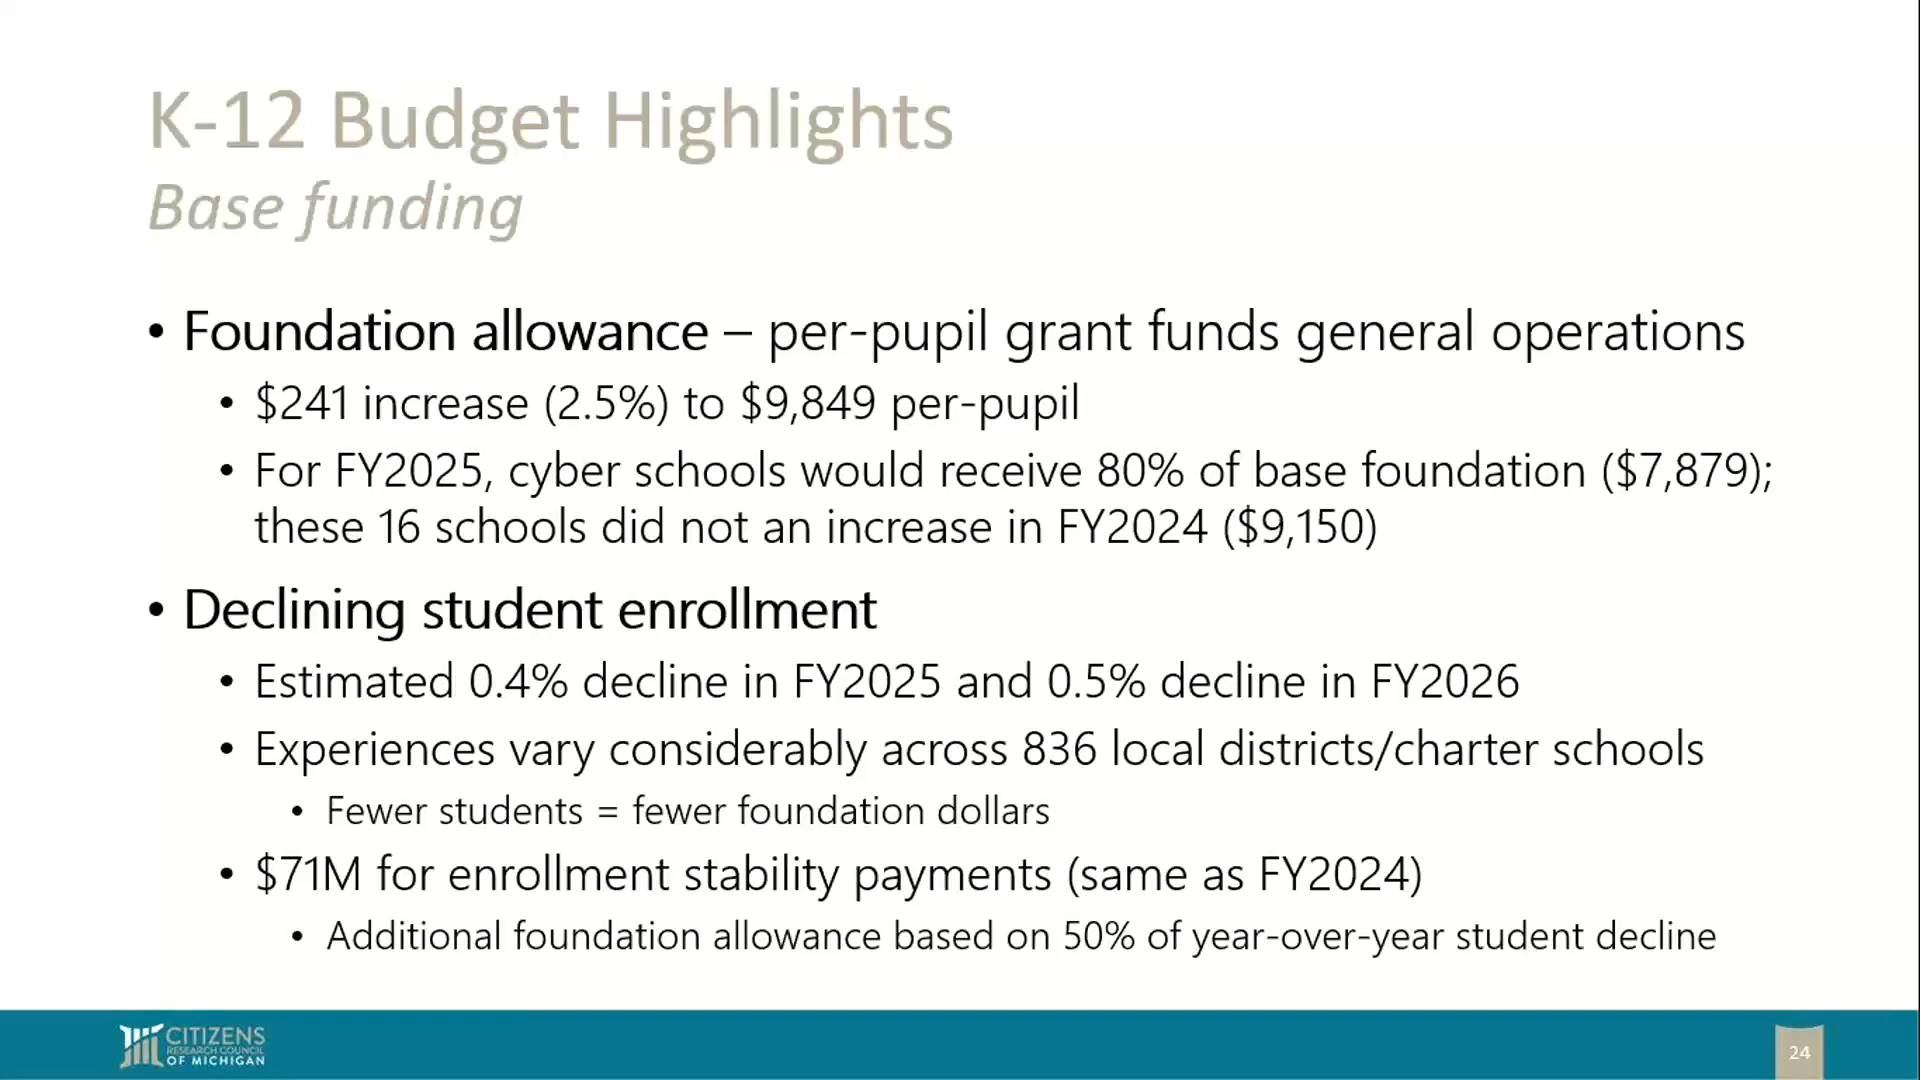 K-12 Budget Highlights
Base funding
• Foundation allowance – per-pupil grant funds general operations
• $241 increase (2.5%) to $9,849 per-pupil
• For FY2025, cyber schools would receive 80% of base foundation ($7,879);
these 16 schools did not an increase in FY2024 ($9,150)
• Declining student enrollment
• Estimated 0.4% decline in FY2025 and 0.5% decline in FY2026
• Experiences vary considerably across 836 local districts/charter schools
• Fewer students = fewer foundation dollars
• $71M for enrollment stability payments (same as FY2024)
• Additional foundation allowance based on 50% of year-over-year student decline
CITIZENS
RESEARCH COUNCIL
OF MICHIGAN
24